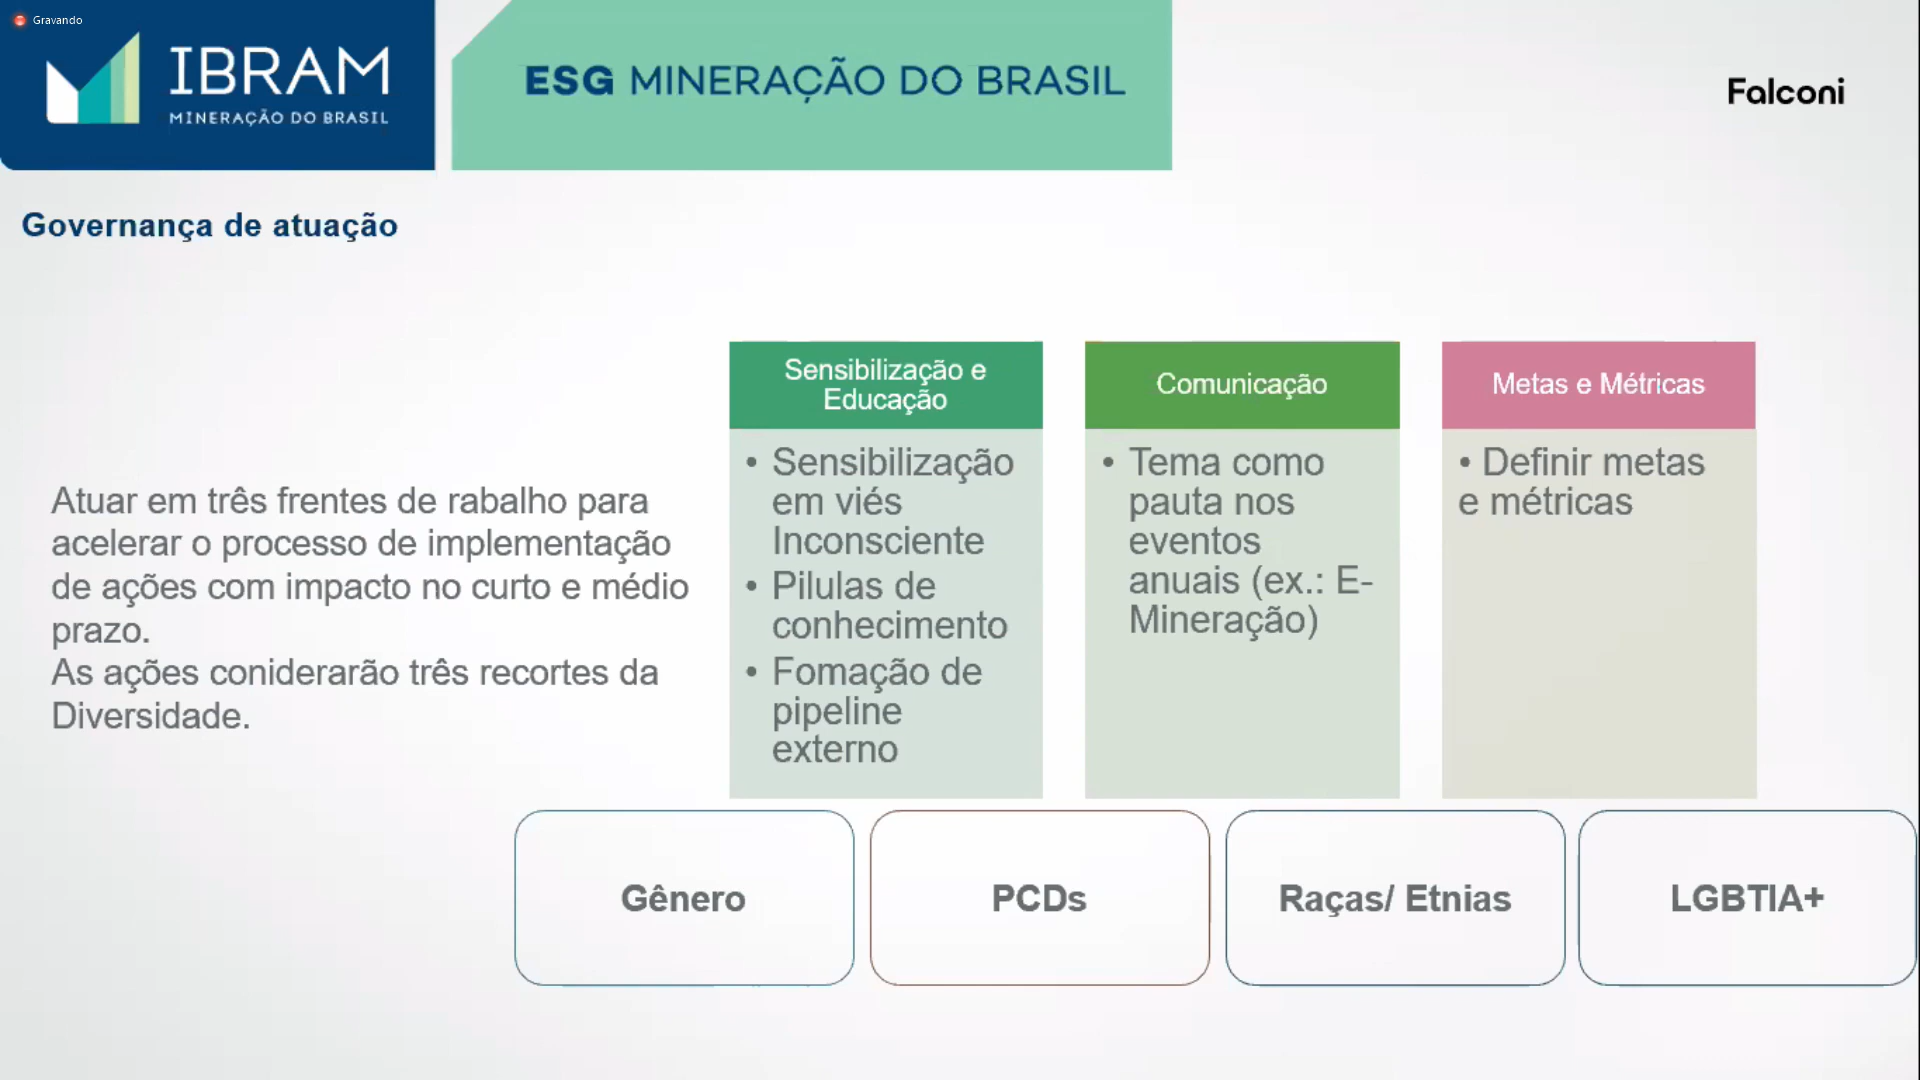 Gravando
IBRAM
MINERAÇÃO DO BRASIL
ESG MINERAÇÃO DO BRASIL
Falconi
Governança de atuação
Atuar em três frentes de rabalho para
acelerar o processo de implementação
de ações com impacto no curto e médio
prazo.
As ações coniderarão três recortes da
Diversidade.
Sensibilização e
Educação
• Sensibilização
em viés
Inconsciente
• Pilulas de
conhecimento
• Fomação de
pipeline
externo
Comunicação
• Tema como
pauta nos
eventos
anuais (ex.: E-
Mineração)
Metas e Métricas
• Definir metas
e métricas
Gênero
PCDs
Raças/ Etnias
LGBTIA+